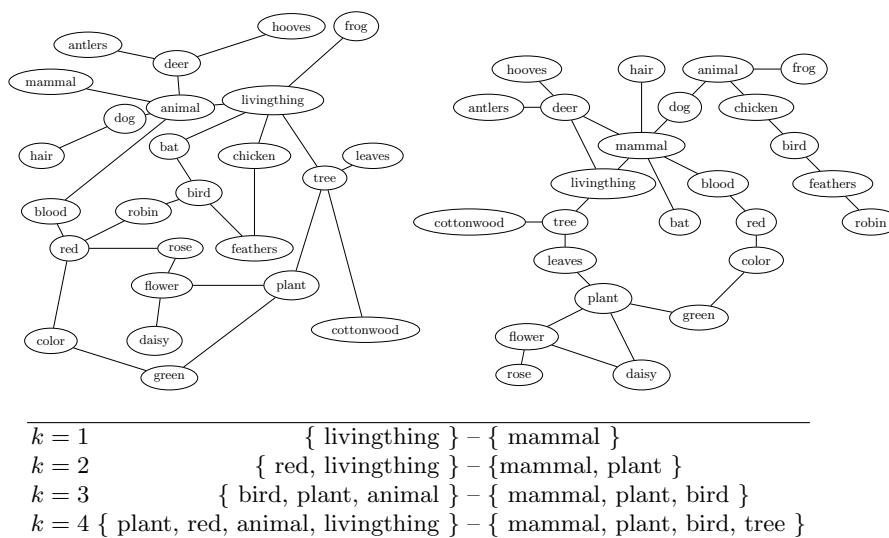 hooves
frog
antlers
deer
mammal
livingthing
animal
dog
bat
hair
chicken
leaves
tree
bird
blood
robin
red
rose
feathers
flower
plant
cottonwood
color
daisy
green
hooves
hair
animal
frog
antlers
deer
dog
chicken
mammal
bird
livingthing
blood
feathers
cottonwood
tree
bat
red
robin
leaves
color
plant
green
flower
rose
daisy
k = 1 { livingthing } – { mammal }
k = 2 { red, livingthing } – {mammal, plant }
k = 3 { bird, plant, animal } – { mammal, plant, bird }
k = 4 { plant, red, animal, livingthing } – { mammal, plant, bird, tree }